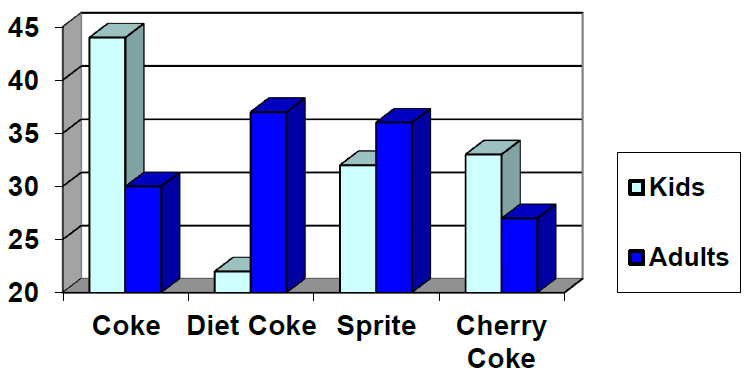 45
40
35
30
25
20
Coke
Diet Coke
Sprite
Cherry
Coke
Kids
Adults